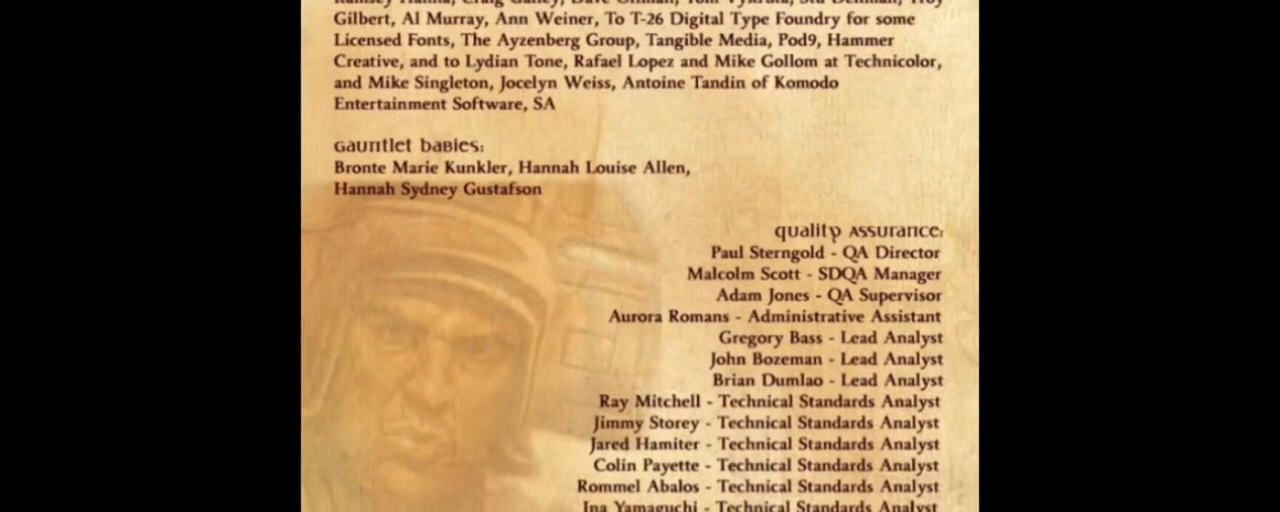 Gilbert, Al Murray, Ann Weiner, To T-26 Digital Type Foundry for some
Licensed Fonts, The Ayzenberg Group, Tangible Media, Pod9, Hammer
Creative, and to Lydian Tone, Rafael Lopez and Mike Gollom at Technicolor,
and Mike Singleton, Jocelyn Weiss, Antoine Tandin of Komodo
Entertainment Software, SA
Gauntlet Babies:
Bronte Marie Kunkler, Hannah Louise Allen,
Hannah Sydney Gustafson
Quality Assurance:
Paul Sterngold - QA Director
Malcolm Scott - SDQA Manager
Adam Jones - QA Supervisor
Aurora Romans - Administrative Assistant
Gregory Bass - Lead Analyst
John Bozeman - Lead Analyst
Brian Dumlao - Lead Analyst
Ray Mitchell - Technical Standards Analyst
Jimmy Storey - Technical Standards Analyst
Jared Hamiter - Technical Standards Analyst
Colin Payette - Technical Standards Analyst
Rommel Abalos - Technical Standards Analyst
Ina Yamaguchi - Technical Standards Analyst